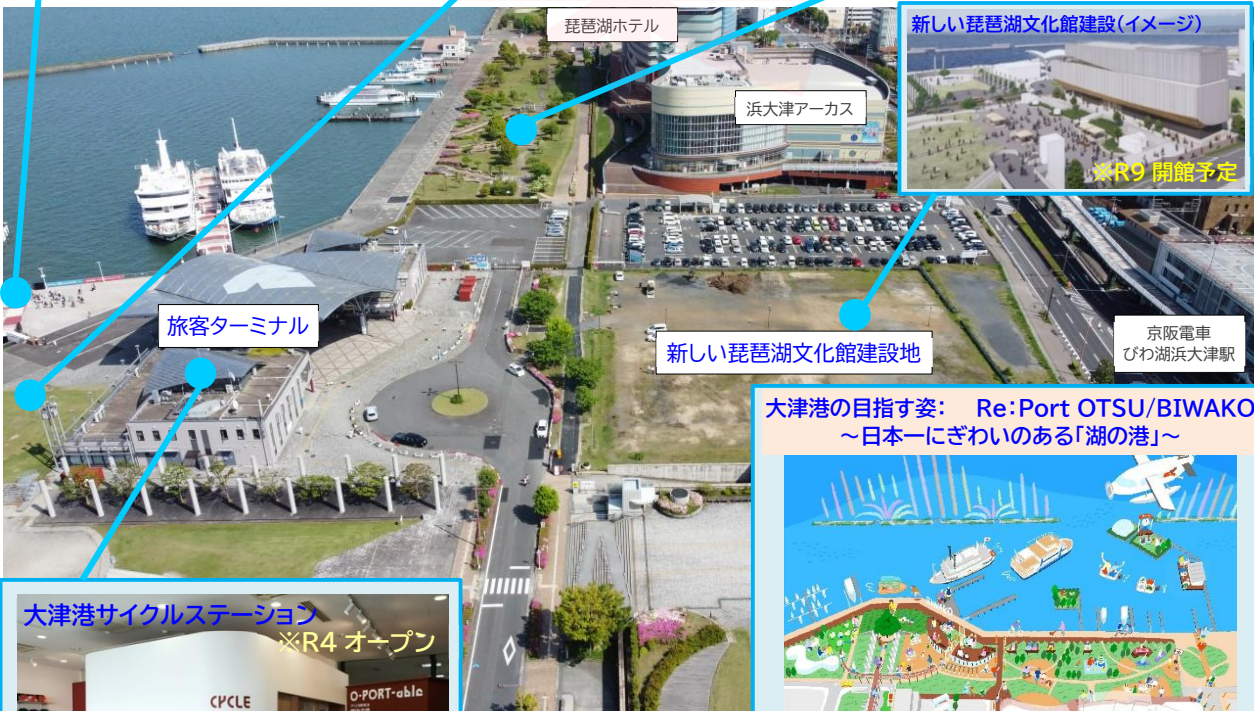 琵琶湖ホテル
浜大津アーカス
新しい琵琶湖文化館建設(イメージ)
※R9 開館予定
旅客ターミナル
新しい琵琶湖文化館建設地
京阪電車
びわ湖浜大津駅
大津港の目指す姿: Re:Port OTSU/BIWAKO
~日本一にぎわいのある「湖の港」~
大津港サイクルステーション
※R4 オープン
CYCLE
O-PORT-able